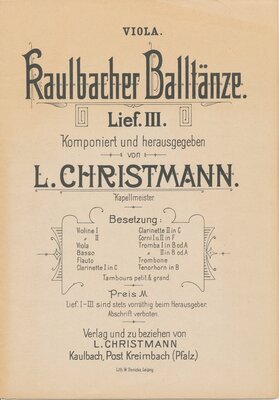 VIOLA.
Kaulbacher Balltänze.
Lief. III.
Komponiert und herausgegeben
von
L. CHRISTMANN.
Kapellmeister
Besetzung:
Violine I
" II
Viola
Basso
Flauto
Clarinette I in C
Clarinette II in C
Corni I u. II in F
Tromba I in B od. A
" II in B od. A
Trombone
Tenorhorn in B
Tambours petit & grand.
Preis M.
Lief. I-III. sind stets vorräthig beim Herausgeber.
Abschrift verboten.
Verlag und zu beziehen von
L. CHRISTMANN
Kaulbach, Post Kreimbach (Pfalz)
Leipzig